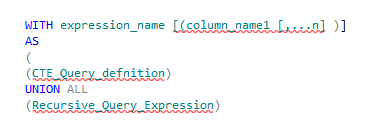 WITH expression_name [(column_name1 [,...n] )]
AS
(
(CTE_Query_defnition)
UNION ALL
(Recursive_Query_Expression)